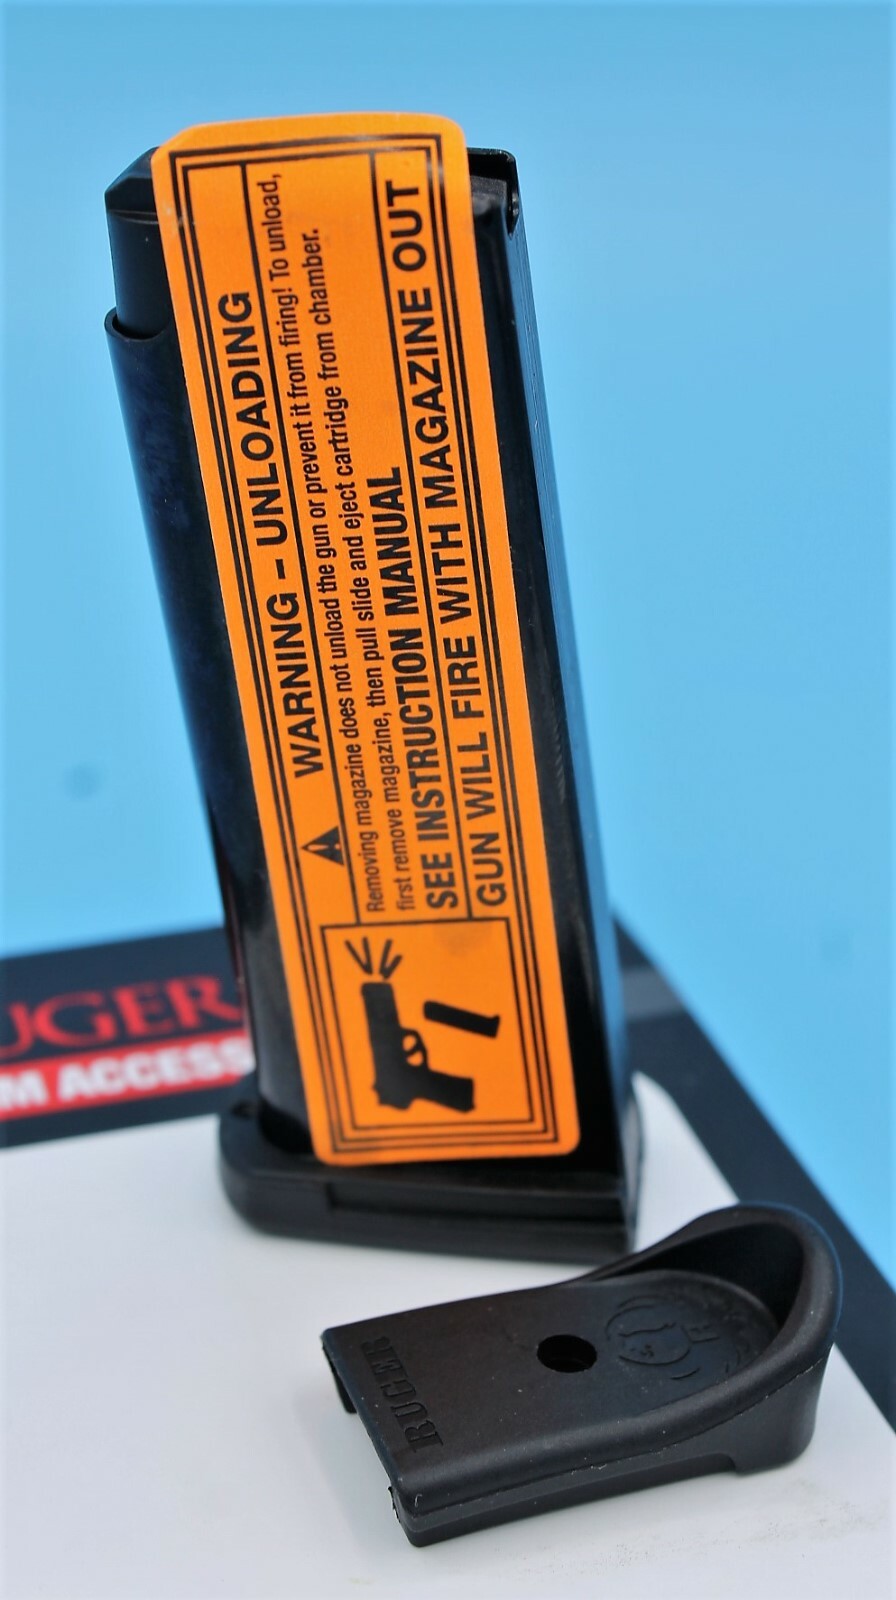 WARNING - UNLOADING
Removing magazine does not unload the gun or prevent it from firing! To unload,
first remove magazine, then pull slide and eject cartridge from chamber.
SEE INSTRUCTION MANUAL
GUN WILL FIRE WITH MAGAZINE OUT
UGER
M ACCESS
RUGER